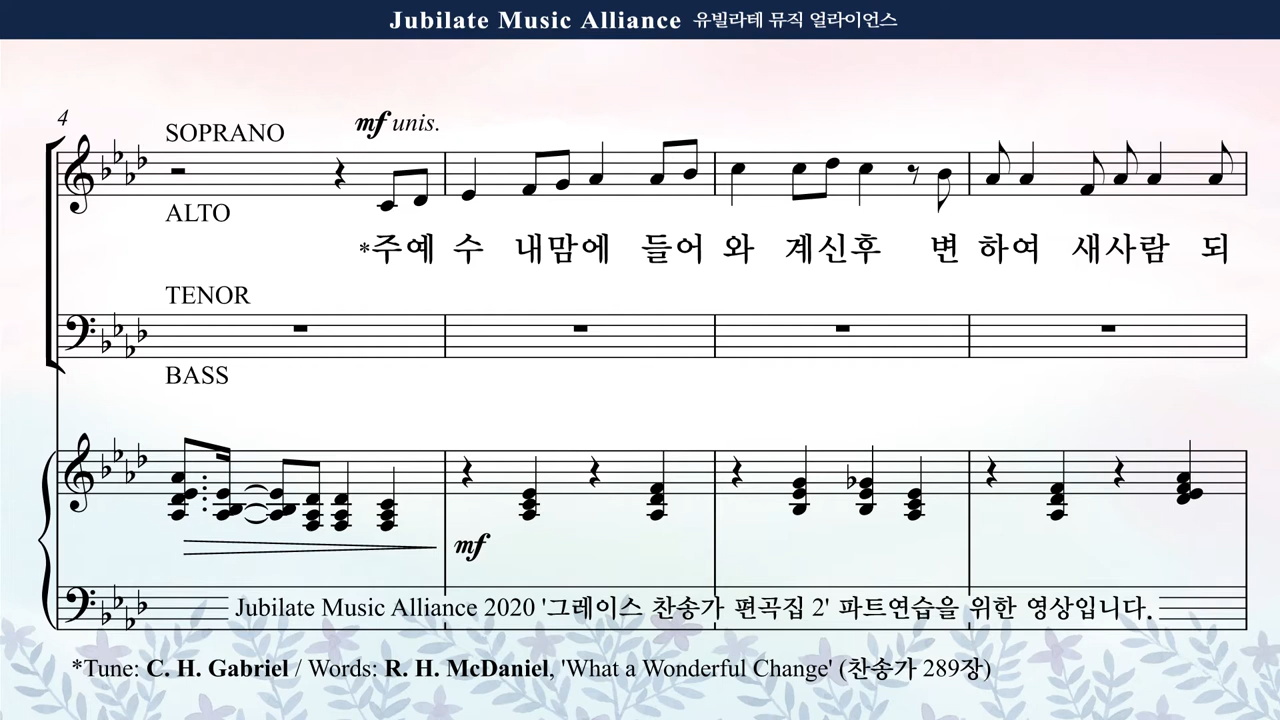 Jubilate Music Alliance 유빌라테 뮤직 얼라이언스
4
SOPRANO
mf unis.
ALTO
*주예 수 내맘에 들어 와 계신후 변 하여 새사람 되
TENOR
BASS
mf
Jubilate Music Alliance 2020 '그레이스 찬송가 편곡집 2' 파트연습을 위한 영상입니다.
*Tune: C. H. Gabriel / Words: R. H. McDaniel, 'What a Wonderful Change' (찬송가 289장)